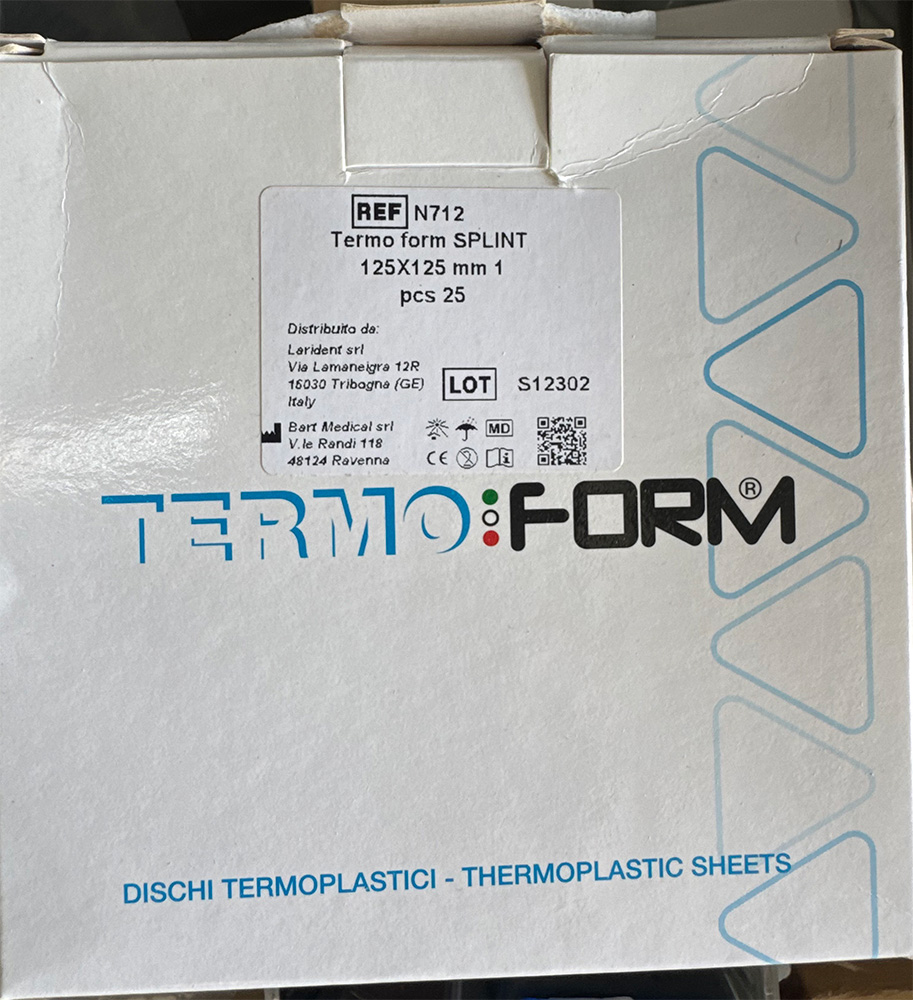 REF N712
Termo form SPLINT
125X125 mm 1
pcs 25
Distribuito da:
Larident srl
Via Lamaneigra 12R
16030 Tribogna (GE)
Italy
LOT S12302
Bart Medical srl
V.le Randi 118
48124 Ravenna
MD
CE
TERMO:FORM®
DISCHI TERMOPLASTICI - THERMOPLASTIC SHEETS